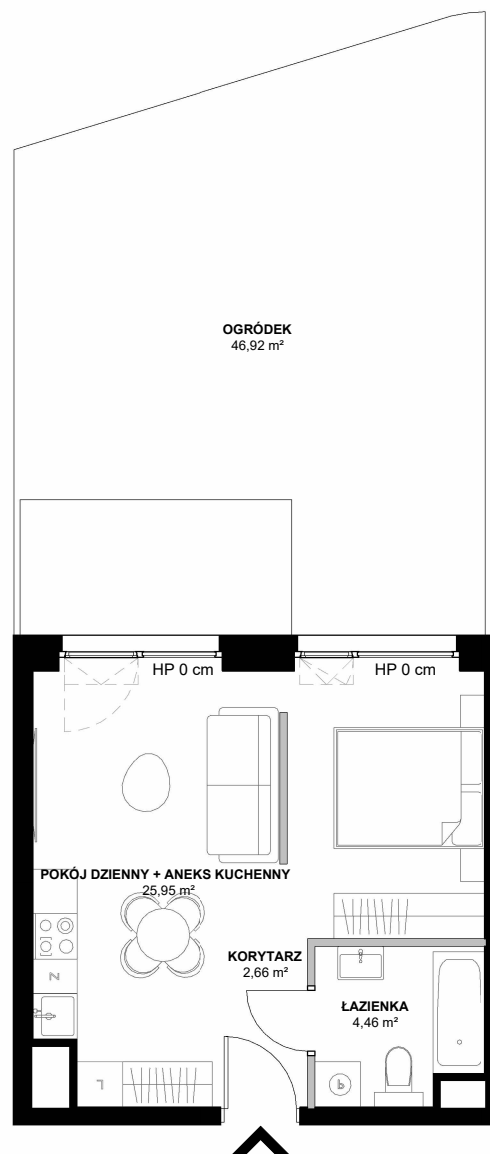 OGRÓDEK
46,92 m²
HP 0 cm
HP 0 cm
POKÓJ DZIENNY + ANEKS KUCHENNY
25,95 m²
KORYTARZ
2,66 m²
Z
ŁAZIENKA
4,46 m²
L
P